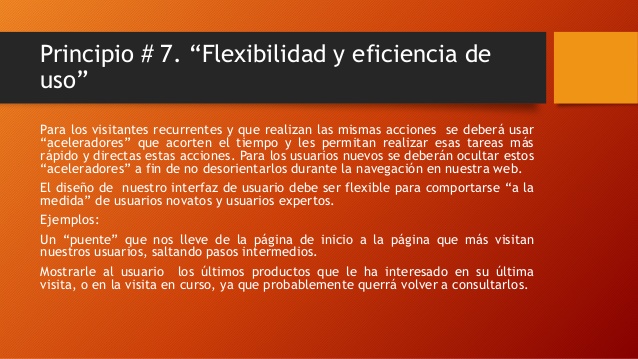 Principio # 7. “Flexibilidad y eficiencia de
uso”
Para los visitantes recurrentes y que realizan las mismas acciones se deberá usar
“aceleradores” que acorten el tiempo y les permitan realizar esas tareas más
rápido y directas estas acciones. Para los usuarios nuevos se deberán ocultar estos
“aceleradores” a fin de no desorientarlos durante la navegación en nuestra web.
El diseño de nuestro interfaz de usuario debe ser flexible para comportarse “a la
medida” de usuarios novatos y usuarios expertos.
Ejemplos:
Un “puente” que nos lleve de la página de inicio a la página que más visitan
nuestros usuarios, saltando pasos intermedios.
Mostrarle al usuario los últimos productos que le ha interesado en su última
visita, o en la visita en curso, ya que probablemente querrá volver a consultarlos.